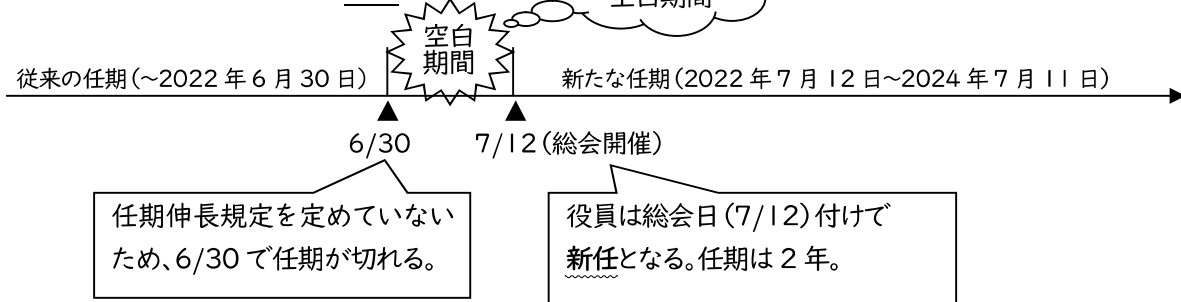 空白期間
空白
期間
従来の任期(~2022年6月30日)
新たな任期(2022年7月12日~2024年7月11日)
6/30
7/12(総会開催)
任期伸長規定を定めていない
ため、6/30で任期が切れる。
役員は総会日(7/12)付けで
新任となる。任期は2年。